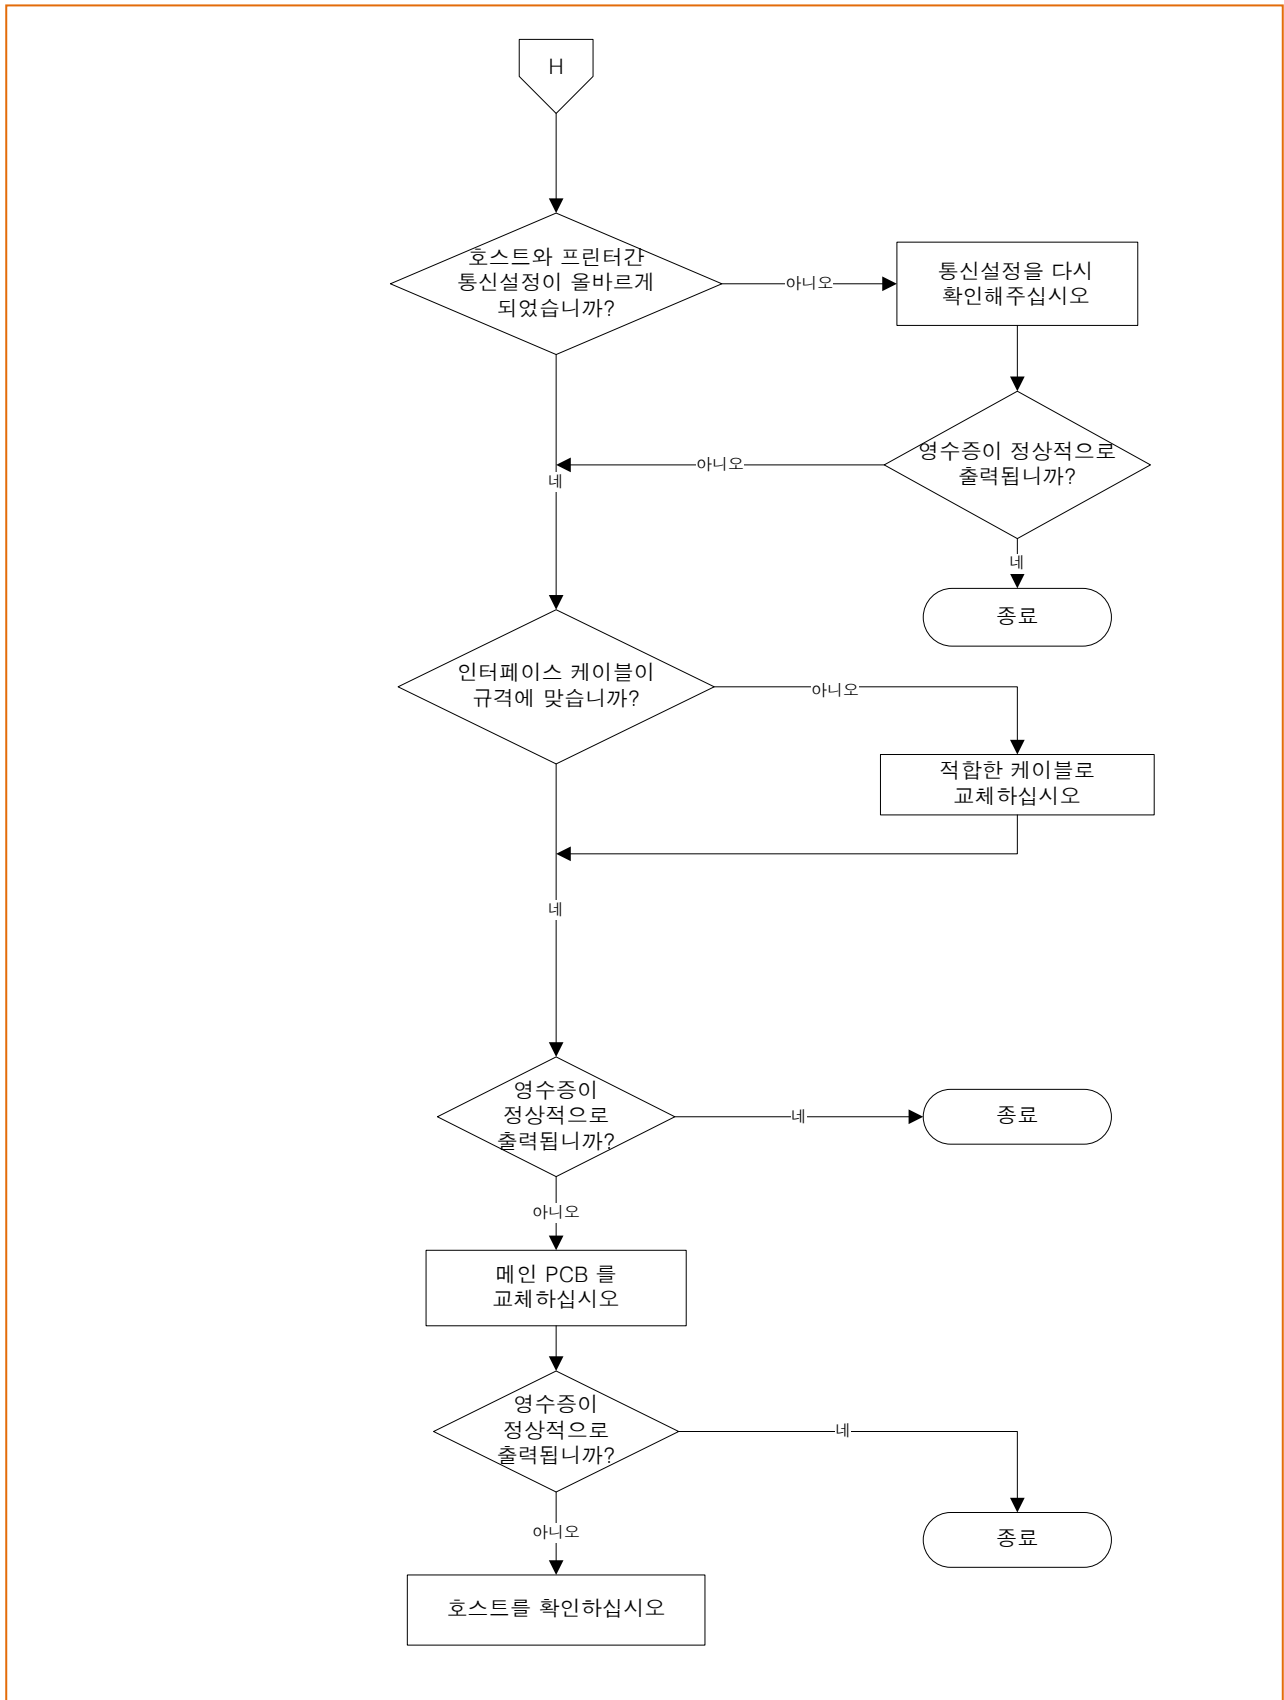 H
호스트와 프린터간
통신설정이 올바르게
되었습니까?
아니오
통신설정을 다시
확인해주십시오
영수증이 정상적으로
출력됩니까?
아니오
네
네
종료
인터페이스 케이블이
규격에 맞습니까?
아니오
적합한 케이블로
교체하십시오
네
영수증이
정상적으로
출력됩니까?
네
종료
아니오
메인 PCB 를
교체하십시오
영수증이
정상적으로
출력됩니까?
네
종료
아니오
호스트를 확인하십시오